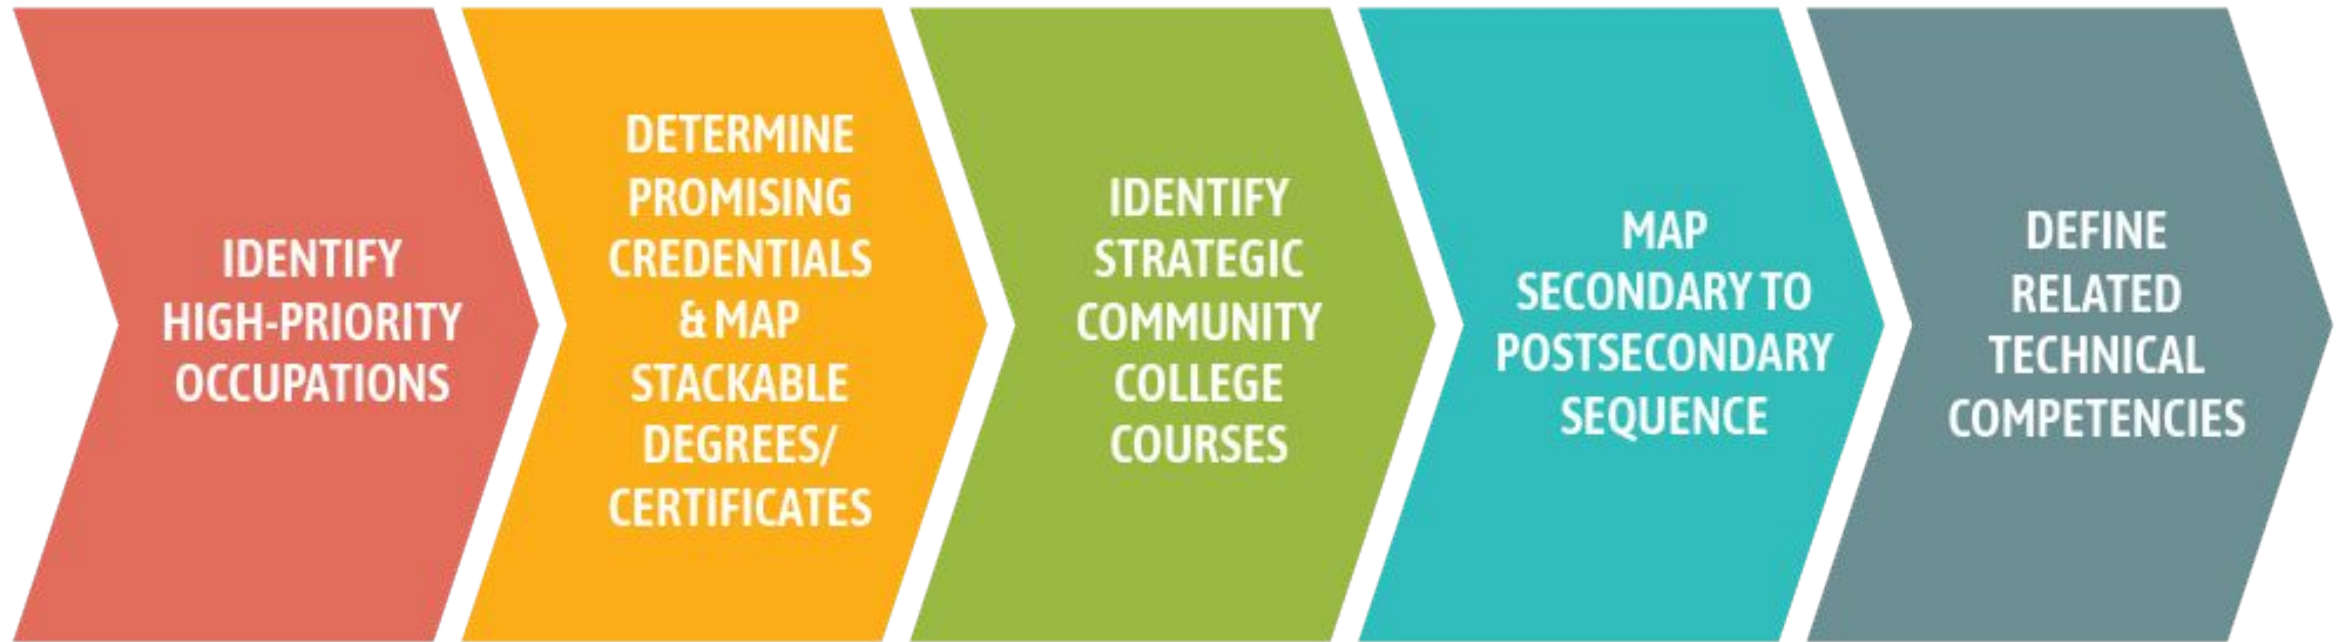 IDENTIFY
HIGH-PRIORITY
OCCUPATIONS
DETERMINE
PROMISING
CREDENTIALS
& MAP
STACKABLE
DEGREES/
CERTIFICATES
IDENTIFY
STRATEGIC
COMMUNITY
COLLEGE
COURSES
MAP
SECONDARY TO
POSTSECONDARY
SEQUENCE
DEFINE
RELATED
TECHNICAL
COMPETENCIES